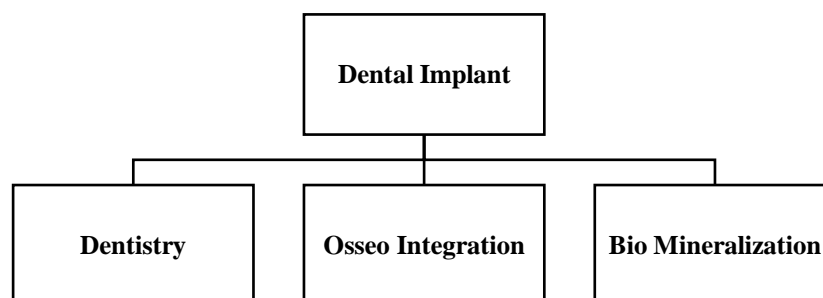 Dental Implant
Dentistry
Osseo Integration
Bio Mineralization